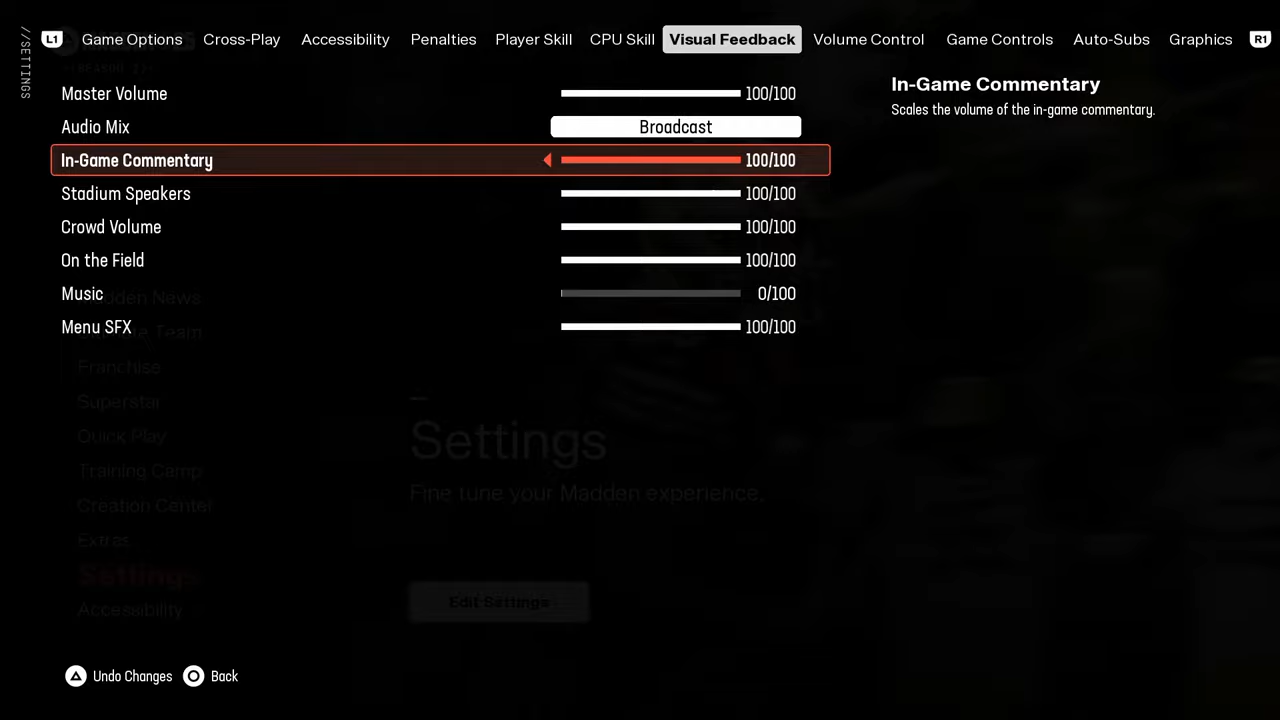 //SETTINGS
L1 Game Options Cross-Play Accessibility Penalties Player Skill CPU Skill Visual Feedback Volume Control Game Controls Auto-Subs Graphics R1
Master Volume 100/100
Audio Mix Broadcast
In-Game Commentary 100/100
Stadium Speakers 100/100
Crowd Volume 100/100
On the Field 100/100
Music 0/100
Menu SFX 100/100
In-Game Commentary
Scales the volume of the in-game commentary.
Madden News
Team
Franchise
Superstar
Quick Play
Training Camp
Creation Center
Extras
Settings
Accessibility
Settings
Fine tune your Madden experience.
Edit Settings
Undo Changes Back